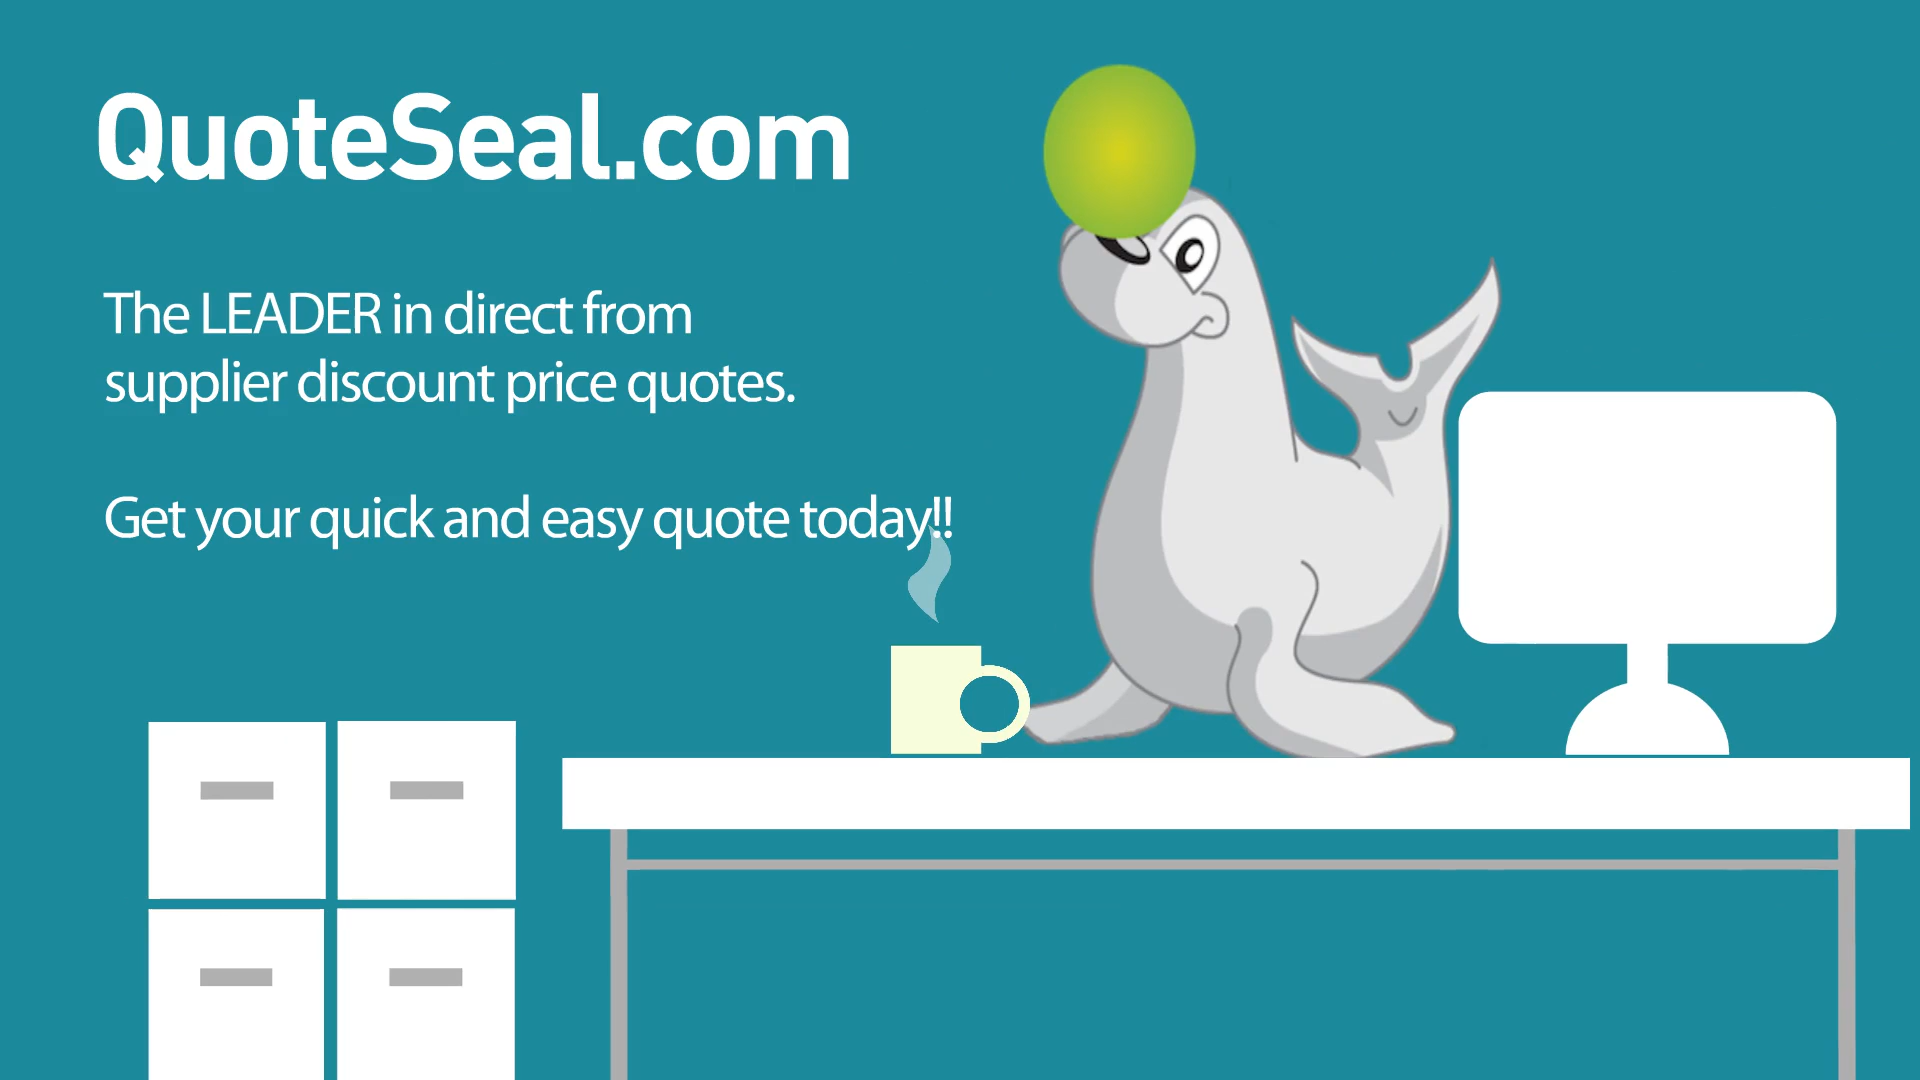 QuoteSeal.com
The LEADER in direct from
supplier discount price quotes.
Get your quick and easy quote today!!